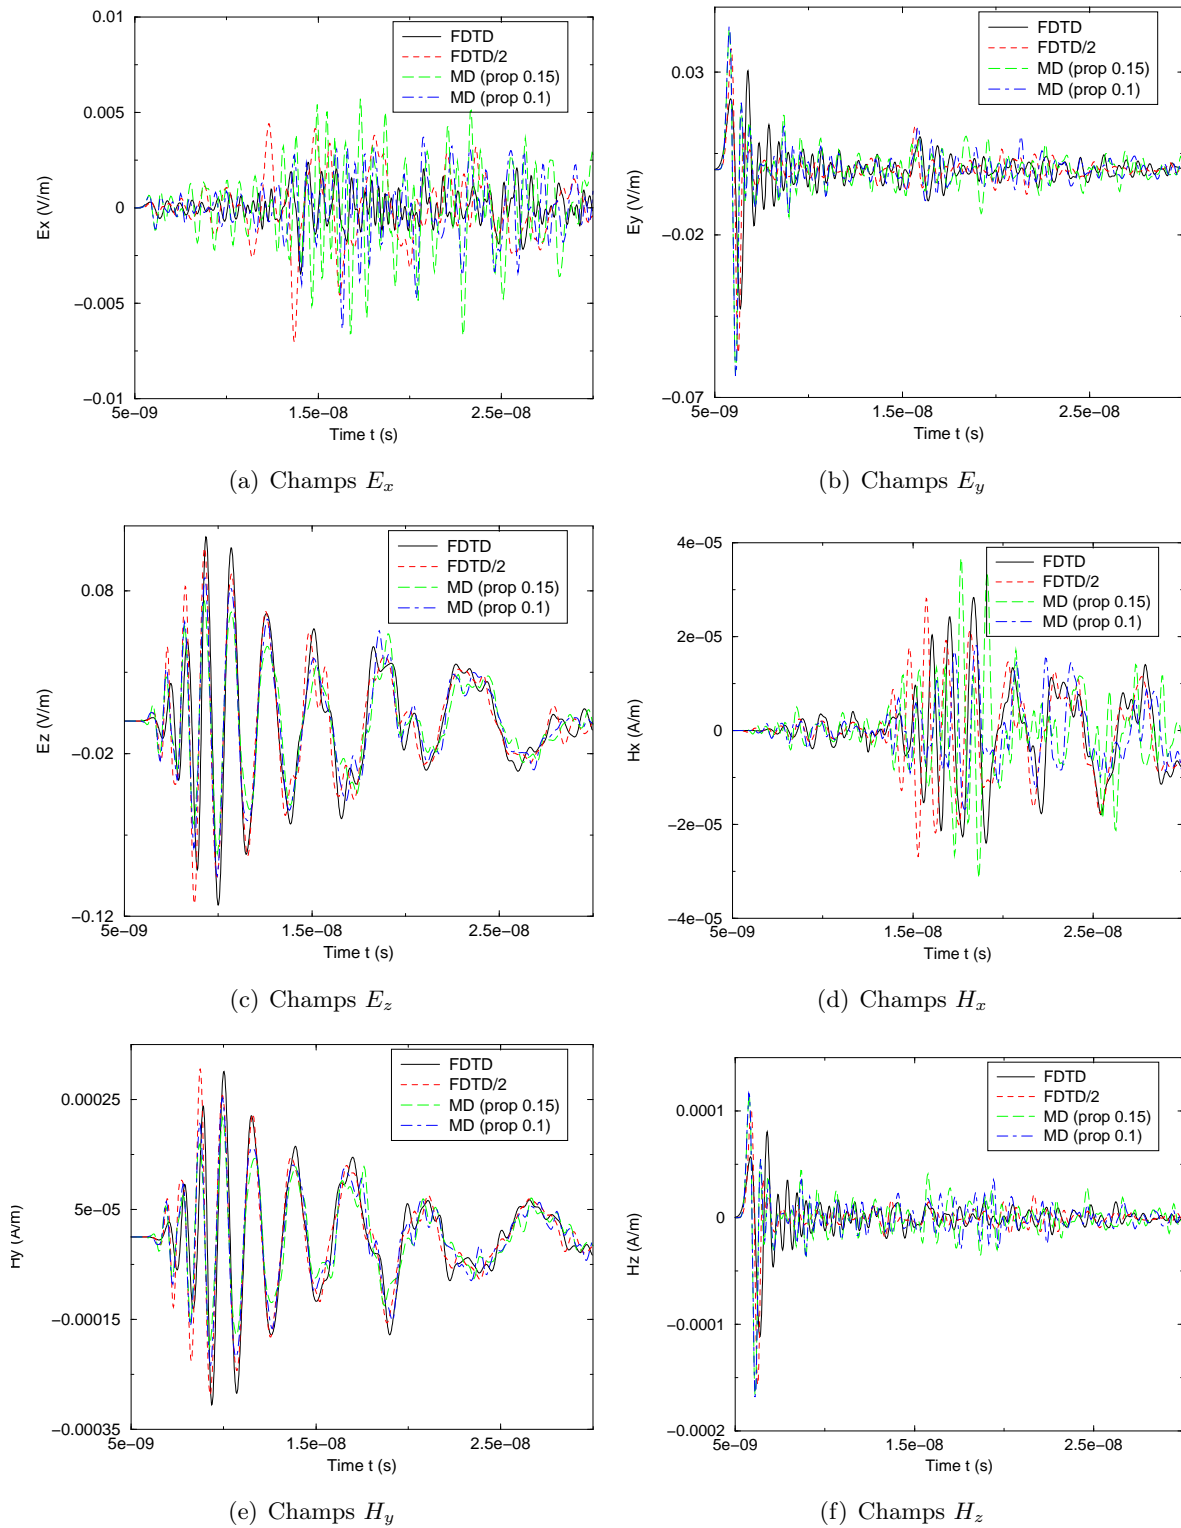 0.01
0.005
0
−0.005
−0.01
Ex (V/m)
5e−09 1.5e−08 2.5e−08
Time t (s)
FDTD
FDTD/2
MD (prop 0.15)
MD (prop 0.1)
(a) Champs Ex
0.03
−0.02
−0.07
Ey (V/m)
5e−09 1.5e−08 2.5e−08
Time t (s)
FDTD
FDTD/2
MD (prop 0.15)
MD (prop 0.1)
(b) Champs Ey
0.08
−0.02
−0.12
Ez (V/m)
5e−09 1.5e−08 2.5e−08
Time t (s)
FDTD
FDTD/2
MD (prop 0.15)
MD (prop 0.1)
(c) Champs Ez
4e−05
2e−05
0
−2e−05
−4e−05
Hx (A/m)
5e−09 1.5e−08 2.5e−08
Time t (s)
FDTD
FDTD/2
MD (prop 0.15)
MD (prop 0.1)
(d) Champs Hx
0.00025
5e−05
−0.00015
−0.00035
Hy (A/m)
5e−09 1.5e−08 2.5e−08
Time t (s)
FDTD
FDTD/2
MD (prop 0.15)
MD (prop 0.1)
(e) Champs Hy
0.0001
0
−0.0001
−0.0002
Hz (A/m)
5e−09 1.5e−08 2.5e−08
Time t (s)
FDTD
FDTD/2
MD (prop 0.15)
MD (prop 0.1)
(f) Champs Hz